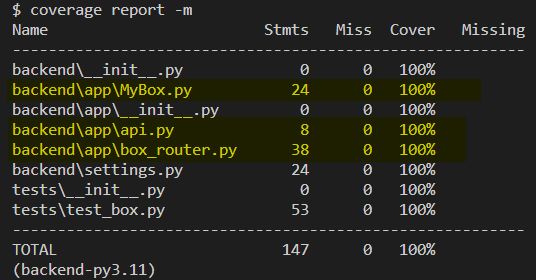 $ coverage report -m
Name                         Stmts   Miss  Cover   Missing
----------------------------------------------------------
backend\__init__.py              0      0   100%
backend\app\MyBox.py            24      0   100%
backend\app\__init__.py          0      0   100%
backend\app\api.py               8      0   100%
backend\app\box_router.py       38      0   100%
backend\settings.py             24      0   100%
tests\__init__.py                0      0   100%
tests\test_box.py               53      0   100%
----------------------------------------------------------
TOTAL                          147      0   100%
(backend-py3.11)